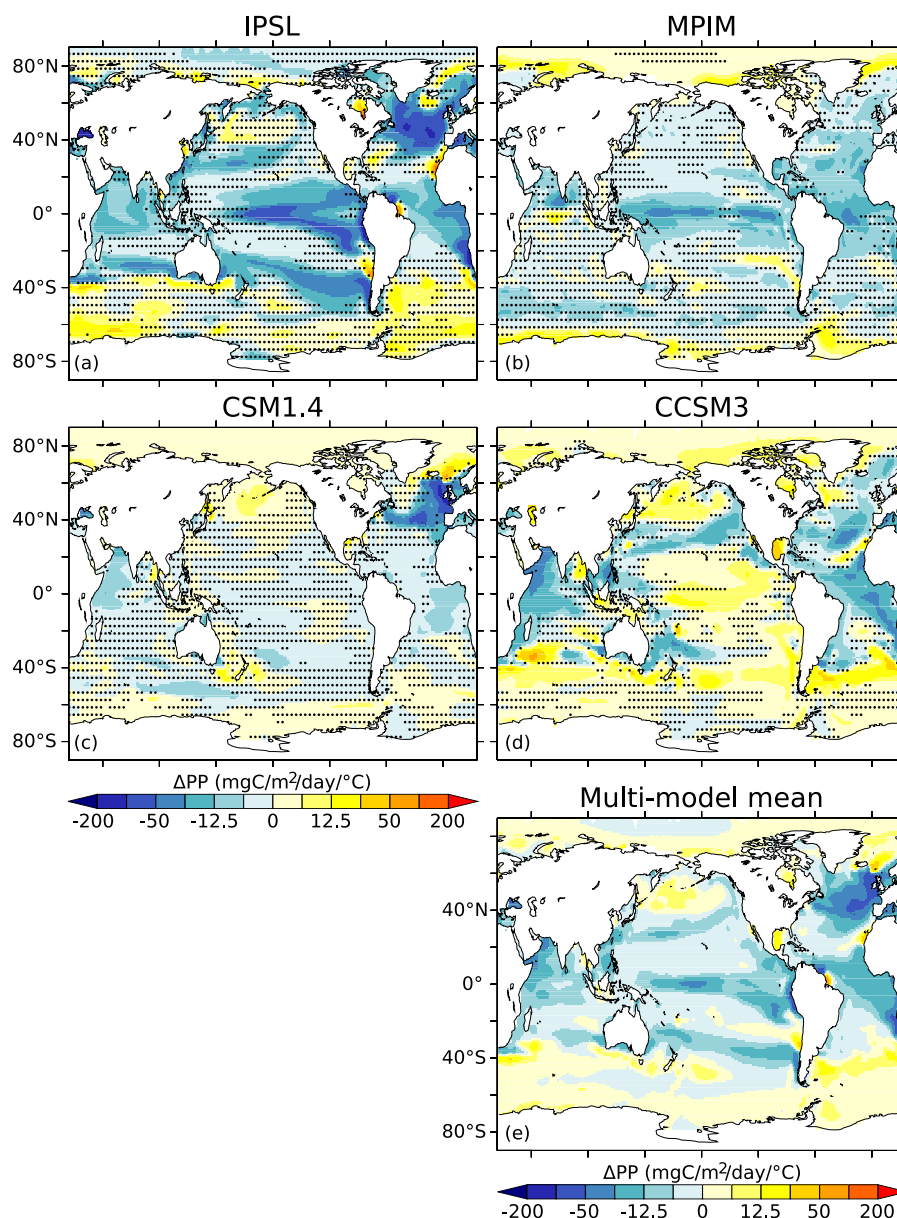 IPSL
MPIM
80°N
40°N
0°
40°S
80°S
(a)
(b)
CSM1.4
CCSM3
80°N
40°N
0°
40°S
80°S
(c)
(d)
ΔPP (mgC/m²/day/°C)
-200 -50 -12.5 0 12.5 50 200
Multi-model mean
40°N
0°
40°S
80°S
(e)
ΔPP (mgC/m²/day/°C)
-200 -50 -12.5 0 12.5 50 200